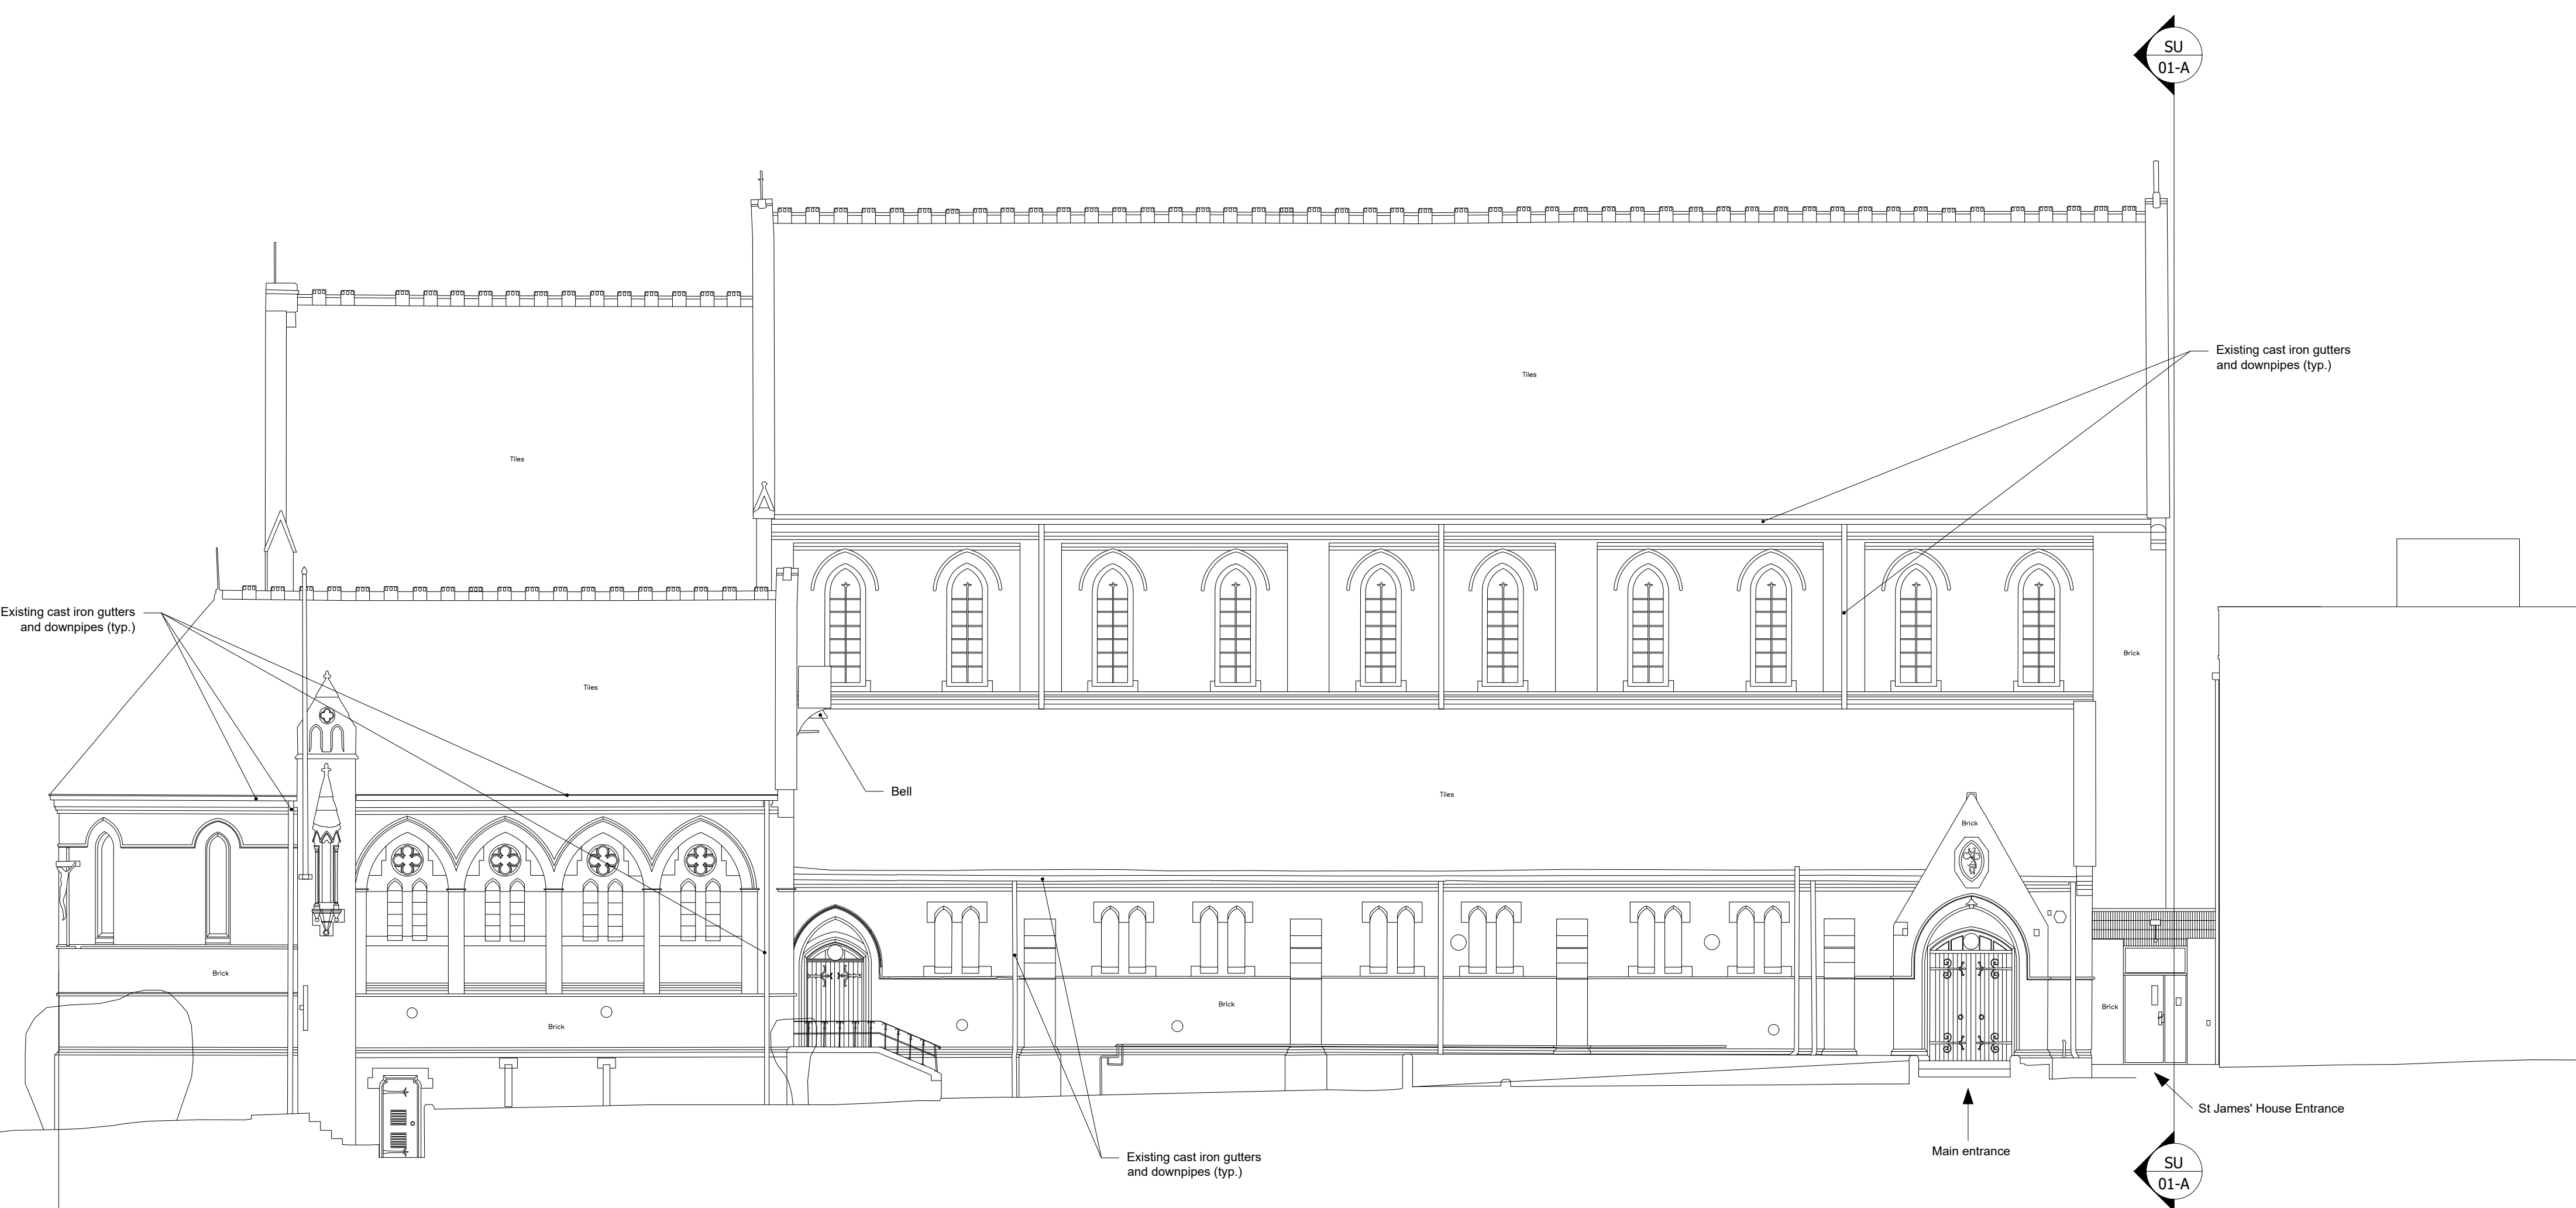 SU
01-A
Existing cast iron gutters
and downpipes (typ.)
Tiles
Tiles
Existing cast iron gutters
and downpipes (typ.)
Brick
Tiles
Bell
Tiles
Brick
Brick
Brick
Brick
Brick
St James' House Entrance
Main entrance
Existing cast iron gutters
and downpipes (typ.)
SU
01-A